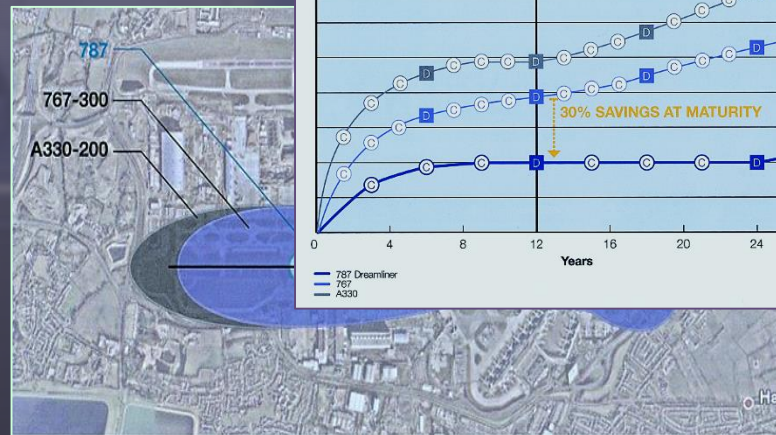 787
767-300
A330-200
C C C C C D C C C D C C
C C D C C C D C C C D C C D
C C D C C D C C C D
30% SAVINGS AT MATURITY
0 4 8 12 16 20 24
Years
787 Dreamliner
767
A330
Ha